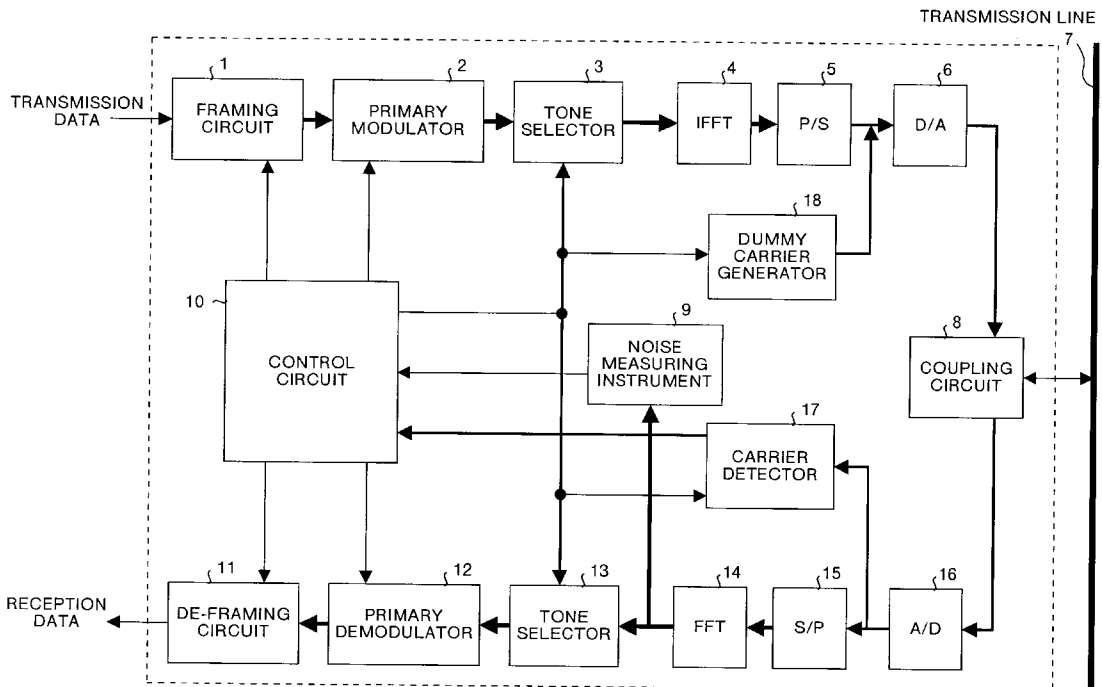 TRANSMISSION LINE
7
1
2
3
4
5
6
TRANSMISSION
DATA
FRAMING
CIRCUIT
PRIMARY
MODULATOR
TONE
SELECTOR
IFFT
P/S
D/A
18
DUMMY
CARRIER
GENERATOR
10
CONTROL
CIRCUIT
9
NOISE
MEASURING
INSTRUMENT
8
COUPLING
CIRCUIT
17
CARRIER
DETECTOR
11
12
13
14
15
16
RECEPTION
DATA
DE-FRAMING
CIRCUIT
PRIMARY
DEMODULATOR
TONE
SELECTOR
FFT
S/P
A/D